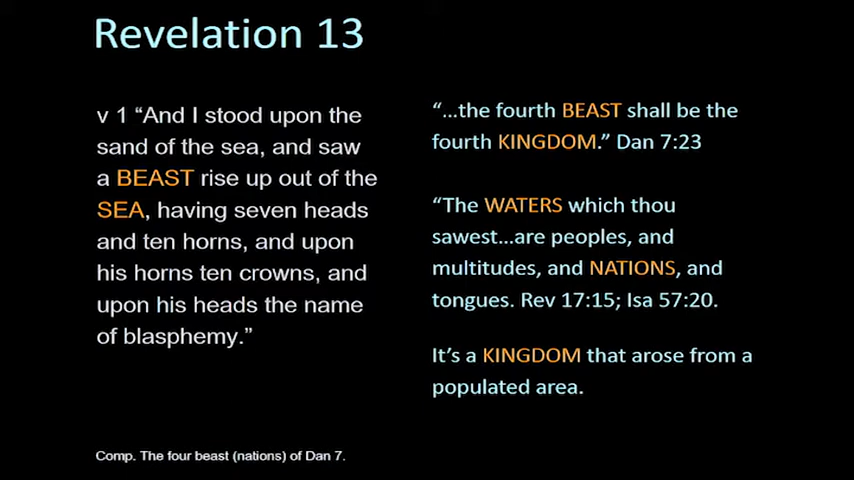 Revelation 13
v 1 “And I stood upon the
sand of the sea, and saw
a BEAST rise up out of the
SEA, having seven heads
and ten horns, and upon
his horns ten crowns, and
upon his heads the name
of blasphemy.”
“...the fourth BEAST shall be the
fourth KINGDOM.” Dan 7:23
“The WATERS which thou
sawest...are peoples, and
multitudes, and NATIONS, and
tongues. Rev 17:15; Isa 57:20.
It’s a KINGDOM that arose from a
populated area.
Comp. The four beast (nations) of Dan 7.